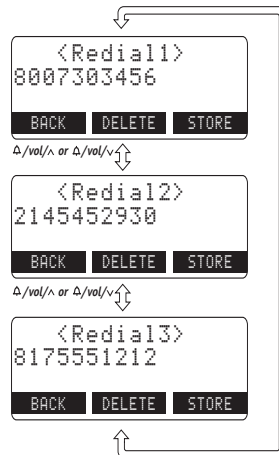 <Redial1>
8007303456
BACK DELETE STORE
/vol/∧ or /vol/∨
<Redial2>
2145452930
BACK DELETE STORE
/vol/∧ or /vol/∨
<Redial3>
8175551212
BACK DELETE STORE